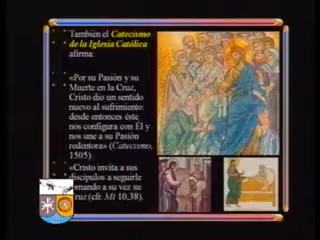 También el Catecismo
de la Iglesia Católica
afirma:
«Por su Pasión y su
Muerte en la Cruz,
Cristo dio un sentido
nuevo al sufrimiento:
desde entonces éste
nos configura con Él y
nos une a su Pasión
redentora» (Catecismo,
1505).
«Cristo invita a sus
discípulos a seguirle
tomando a su vez su
Cruz (cfr. Mt 10,38).